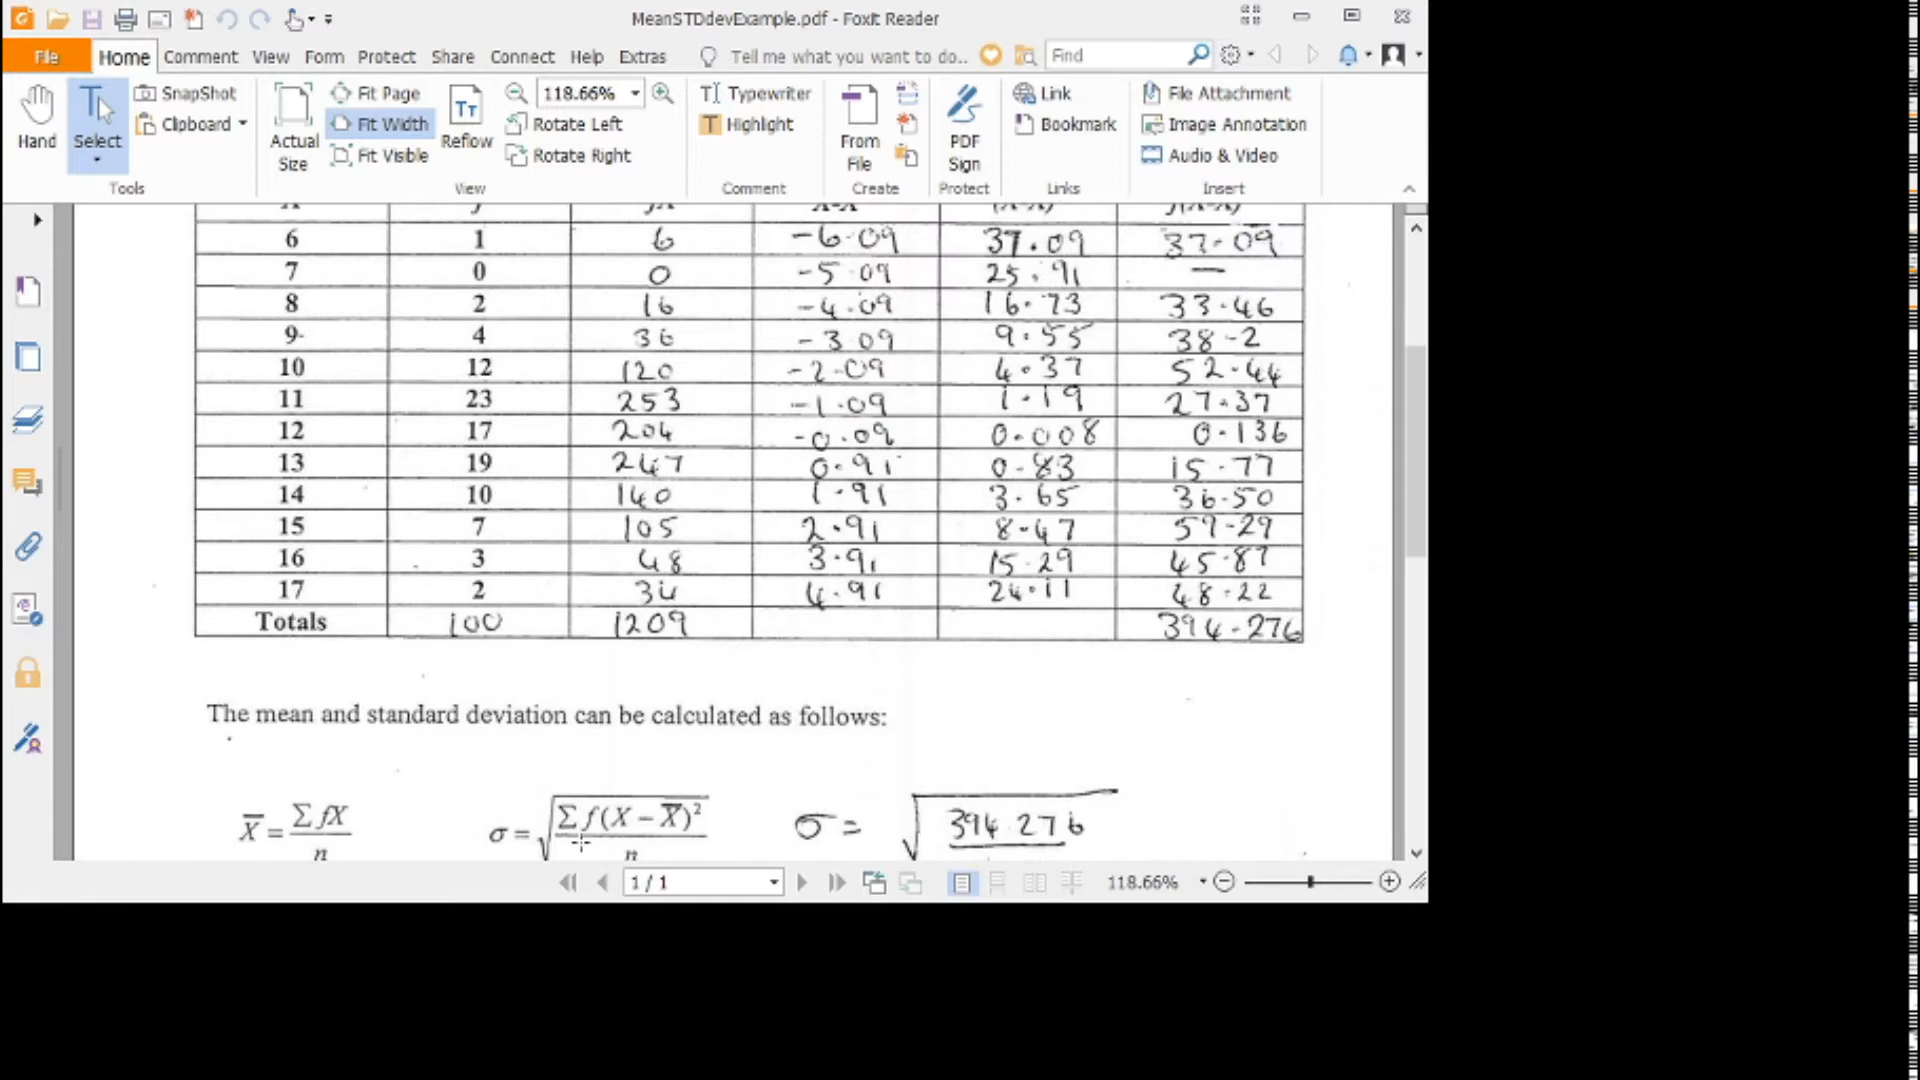 MeanSTDdevExample.pdf - Foxit Reader
File Home Comment View Form Protect Share Connect Help Extras Tell me what you want to do.. Find
Hand Select SnapShot Clipboard Actual Size Fit Page Fit Width Fit Visible Reflow 118.66% Rotate Left Rotate Right Typewriter Highlight From File PDF Sign Link Bookmark File Attachment Image Annotation Audio & Video
Tools View Comment Create Protect Links Insert
X f fX X-X̄ (X-X̄) f(X-X̄)
6 1 6 -6.09 37.09 37.09
7 0 0 -5.09 25.91 —
8 2 16 -4.09 16.73 33.46
9 4 36 -3.09 9.55 38.2
10 12 120 -2.09 4.37 52.44
11 23 253 -1.09 1.19 27.37
12 17 204 -0.09 0.008 0.136
13 19 247 0.91 0.83 15.77
14 10 140 1.91 3.65 36.50
15 7 105 2.91 8.47 59.29
16 3 48 3.91 15.29 45.87
17 2 34 4.91 24.11 48.22
Totals 100 1209 394.276
The mean and standard deviation can be calculated as follows:
X̄ = ΣfX / n σ = √(Σf(X - X̄)² / n) σ = √394.276
1 / 1 118.66%